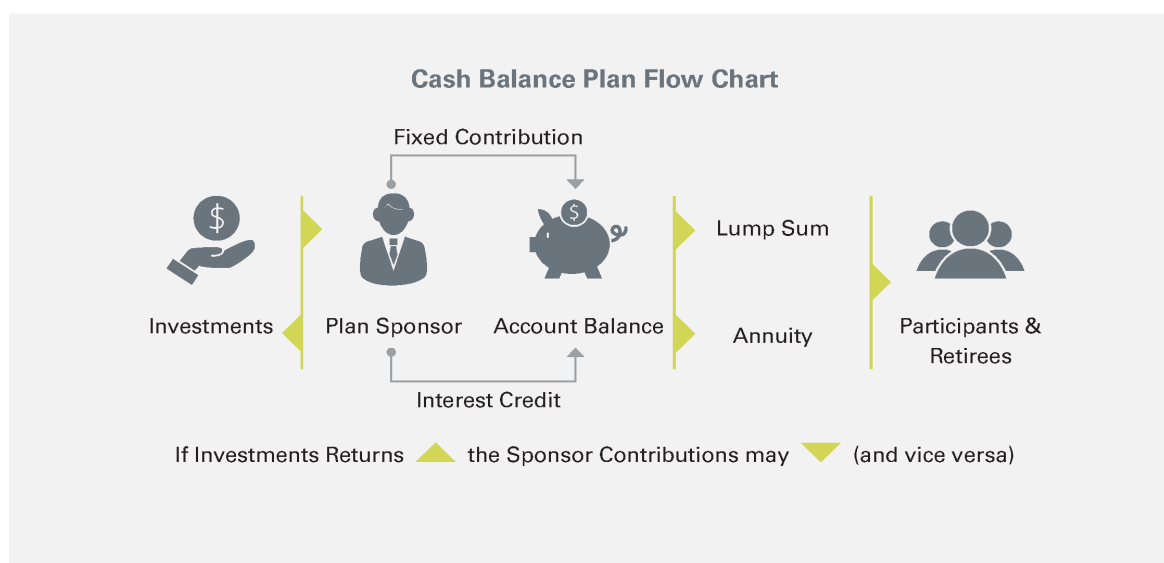 Cash Balance Plan Flow Chart
Fixed Contribution
$
$
Lump Sum
Investments
Plan Sponsor
Account Balance
Annuity
Participants &
Retirees
Interest Credit
If Investments Returns the Sponsor Contributions may (and vice versa)